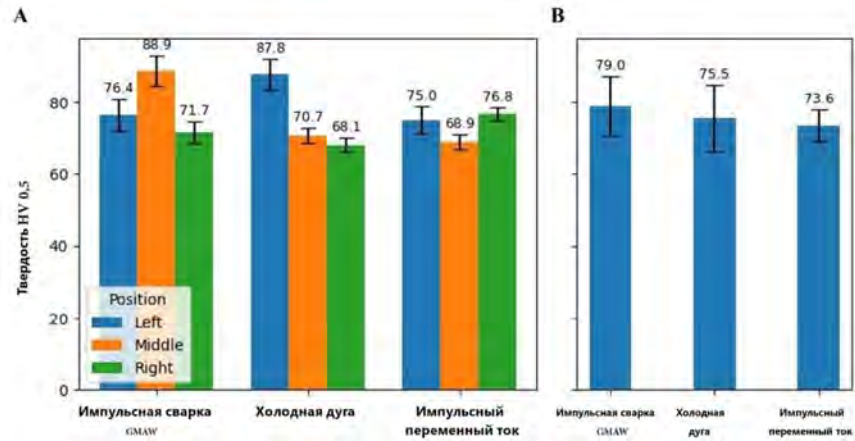 A
Твердость HV 0,5
80
60
40
20
0
76.4
88.9
71.7
87.8
70.7
68.1
75.0
68.9
76.8
Position
Left
Middle
Right
Импульсная сварка
GMAW
Холодная дуга
Импульсный
переменный ток
B
79.0
75.5
73.6
Импульсная сварка
GMAW
Холодная
дуга
Импульсный
переменный ток